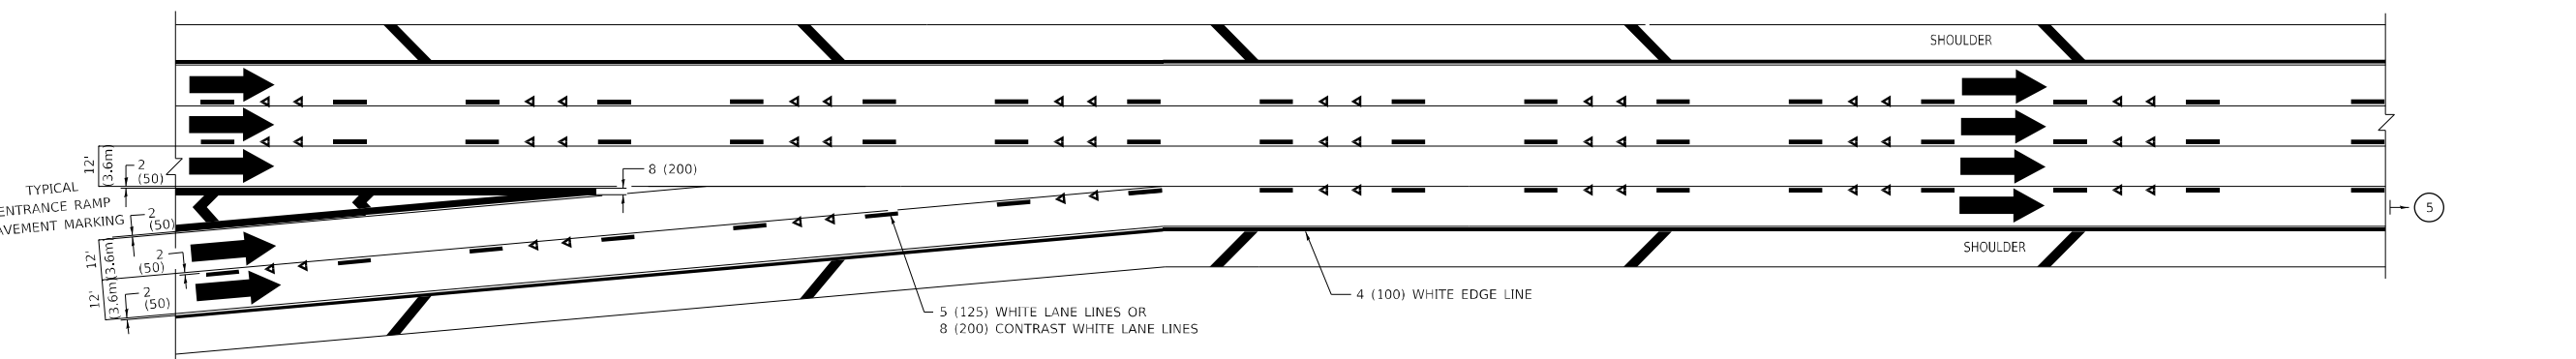 SHOULDER
12'
(3.6m)
2
(50)
8 (200)
TYPICAL
ENTRANCE RAMP
PAVEMENT MARKING
2
(50)
5
12'
(3.6m)
2
(50)
SHOULDER
12'
(3.6m)
2
(50)
4 (100) WHITE EDGE LINE
5 (125) WHITE LANE LINES OR
8 (200) CONTRAST WHITE LANE LINES